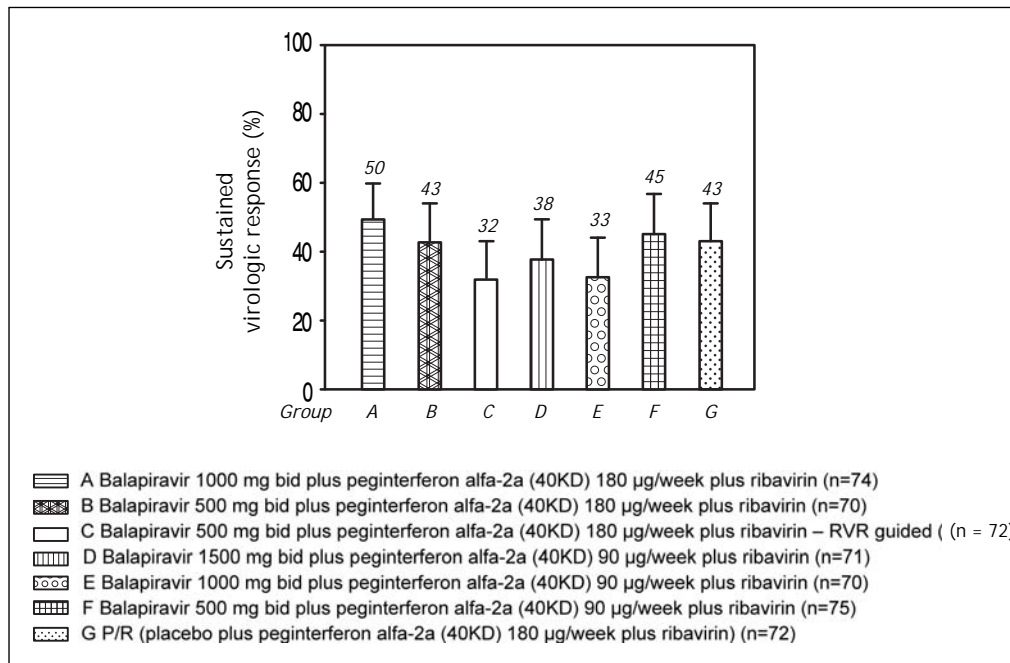 100
80
60
40
20
0
Sustained
virologic response (%)
50
43
32
38
33
45
43
Group A B C D E F G
A Balapiravir 1000 mg bid plus peginterferon alfa-2a (40KD) 180 µg/week plus ribavirin (n=74)
B Balapiravir 500 mg bid plus peginterferon alfa-2a (40KD) 180 µg/week plus ribavirin (n=70)
C Balapiravir 500 mg bid plus peginterferon alfa-2a (40KD) 180 µg/week plus ribavirin – RVR guided ( (n = 72)
D Balapiravir 1500 mg bid plus peginterferon alfa-2a (40KD) 90 µg/week plus ribavirin (n=71)
E Balapiravir 1000 mg bid plus peginterferon alfa-2a (40KD) 90 µg/week plus ribavirin (n=70)
F Balapiravir 500 mg bid plus peginterferon alfa-2a (40KD) 90 µg/week plus ribavirin (n=75)
G P/R (placebo plus peginterferon alfa-2a (40KD) 180 µg/week plus ribavirin) (n=72)